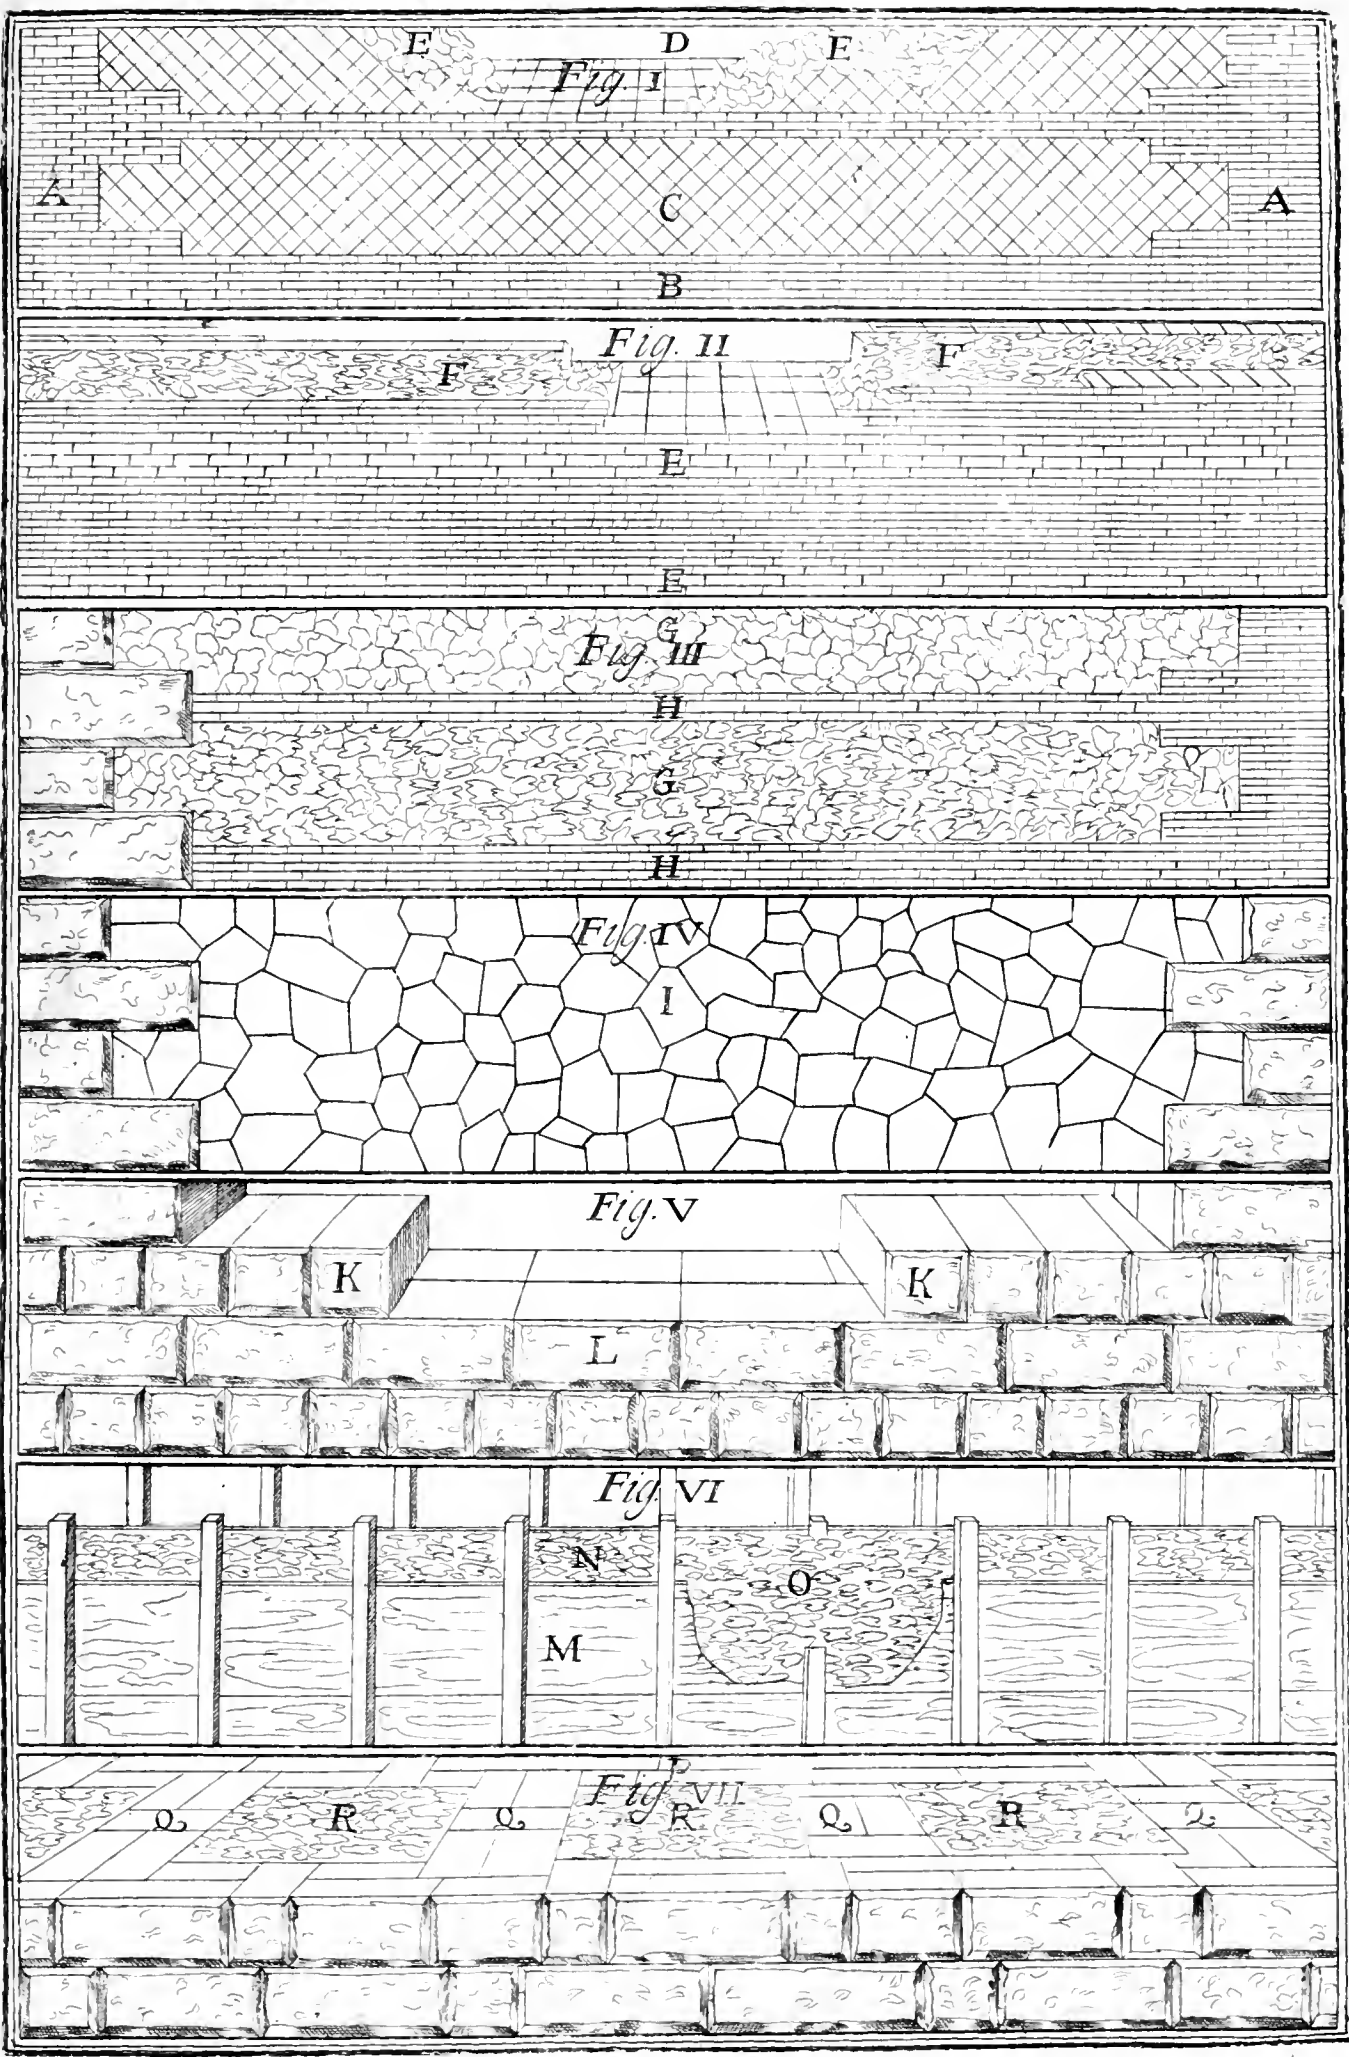 E D E
Fig. I
A C A
B
Fig. II
F F
E
E
G
Fig. III
H
G
H
Fig. IV
I
Fig. V
K K
L
Fig. VI
N O
M
P
Fig. VII
Q R Q R Q R Q